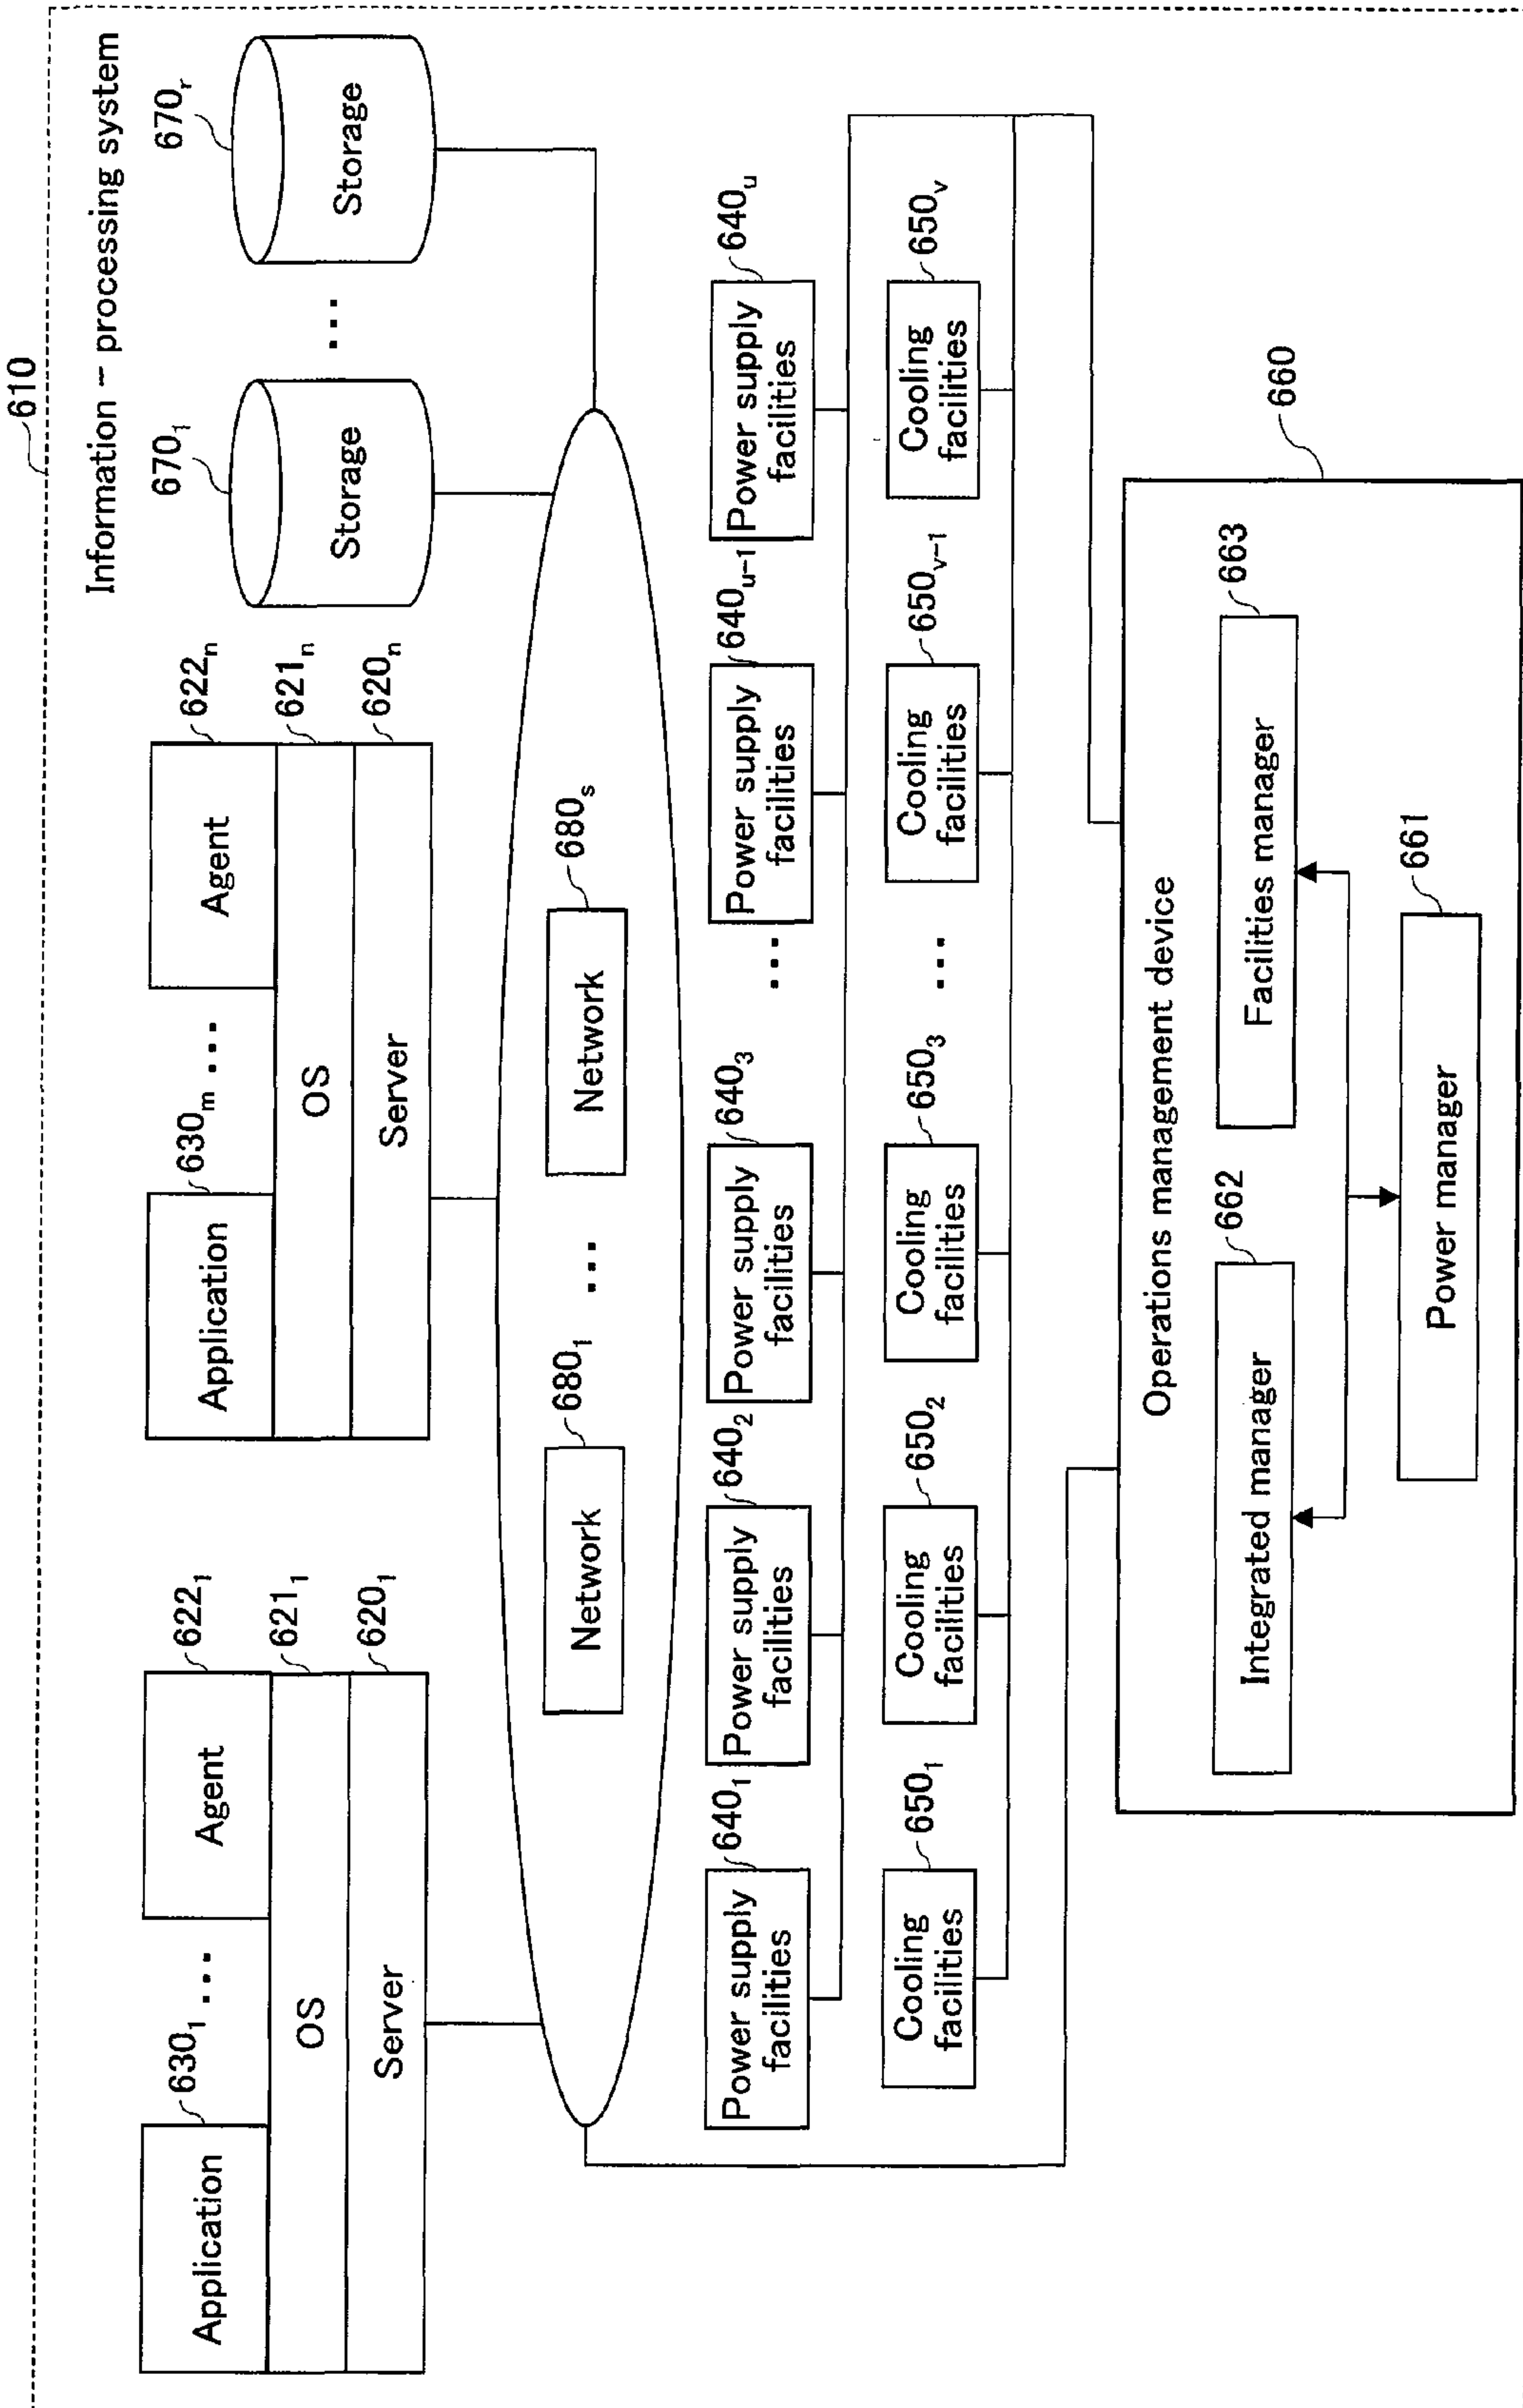 610
Information – processing system
622₁
622ₙ
670₁
670ᵣ
630₁ ...
Application
Agent
621₁
OS
620₁
Server
630ₘ ...
Application
Agent
621ₙ
OS
620ₙ
Server
Storage
...
Storage
680₁
Network
...
680ₛ
Network
640₁
Power supply
facilities
640₂
Power supply
facilities
640₃
Power supply
facilities
...
640ᵤ₋₁
Power supply
facilities
640ᵤ
Power supply
facilities
650₁
Cooling
facilities
650₂
Cooling
facilities
650₃
Cooling
facilities
...
650ᵥ₋₁
Cooling
facilities
650ᵥ
Cooling
facilities
660
Operations management device
662
Integrated manager
663
Facilities manager
661
Power manager